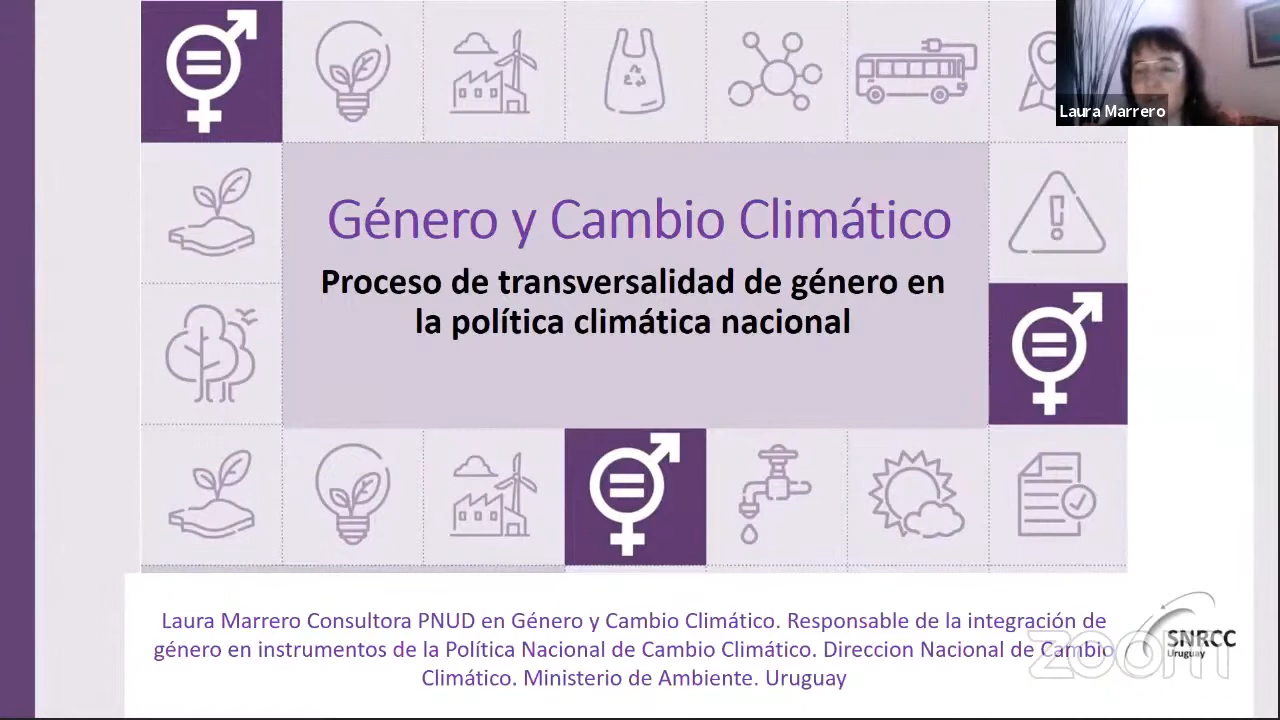 Laura Marrero
Género y Cambio Climático
Proceso de transversalidad de género en
la política climática nacional
Laura Marrero Consultora PNUD en Género y Cambio Climático. Responsable de la integración de
género en instrumentos de la Política Nacional de Cambio Climático. Direccion Nacional de Cambio
Climático. Ministerio de Ambiente. Uruguay
SNRCC
Uruguay
zoom